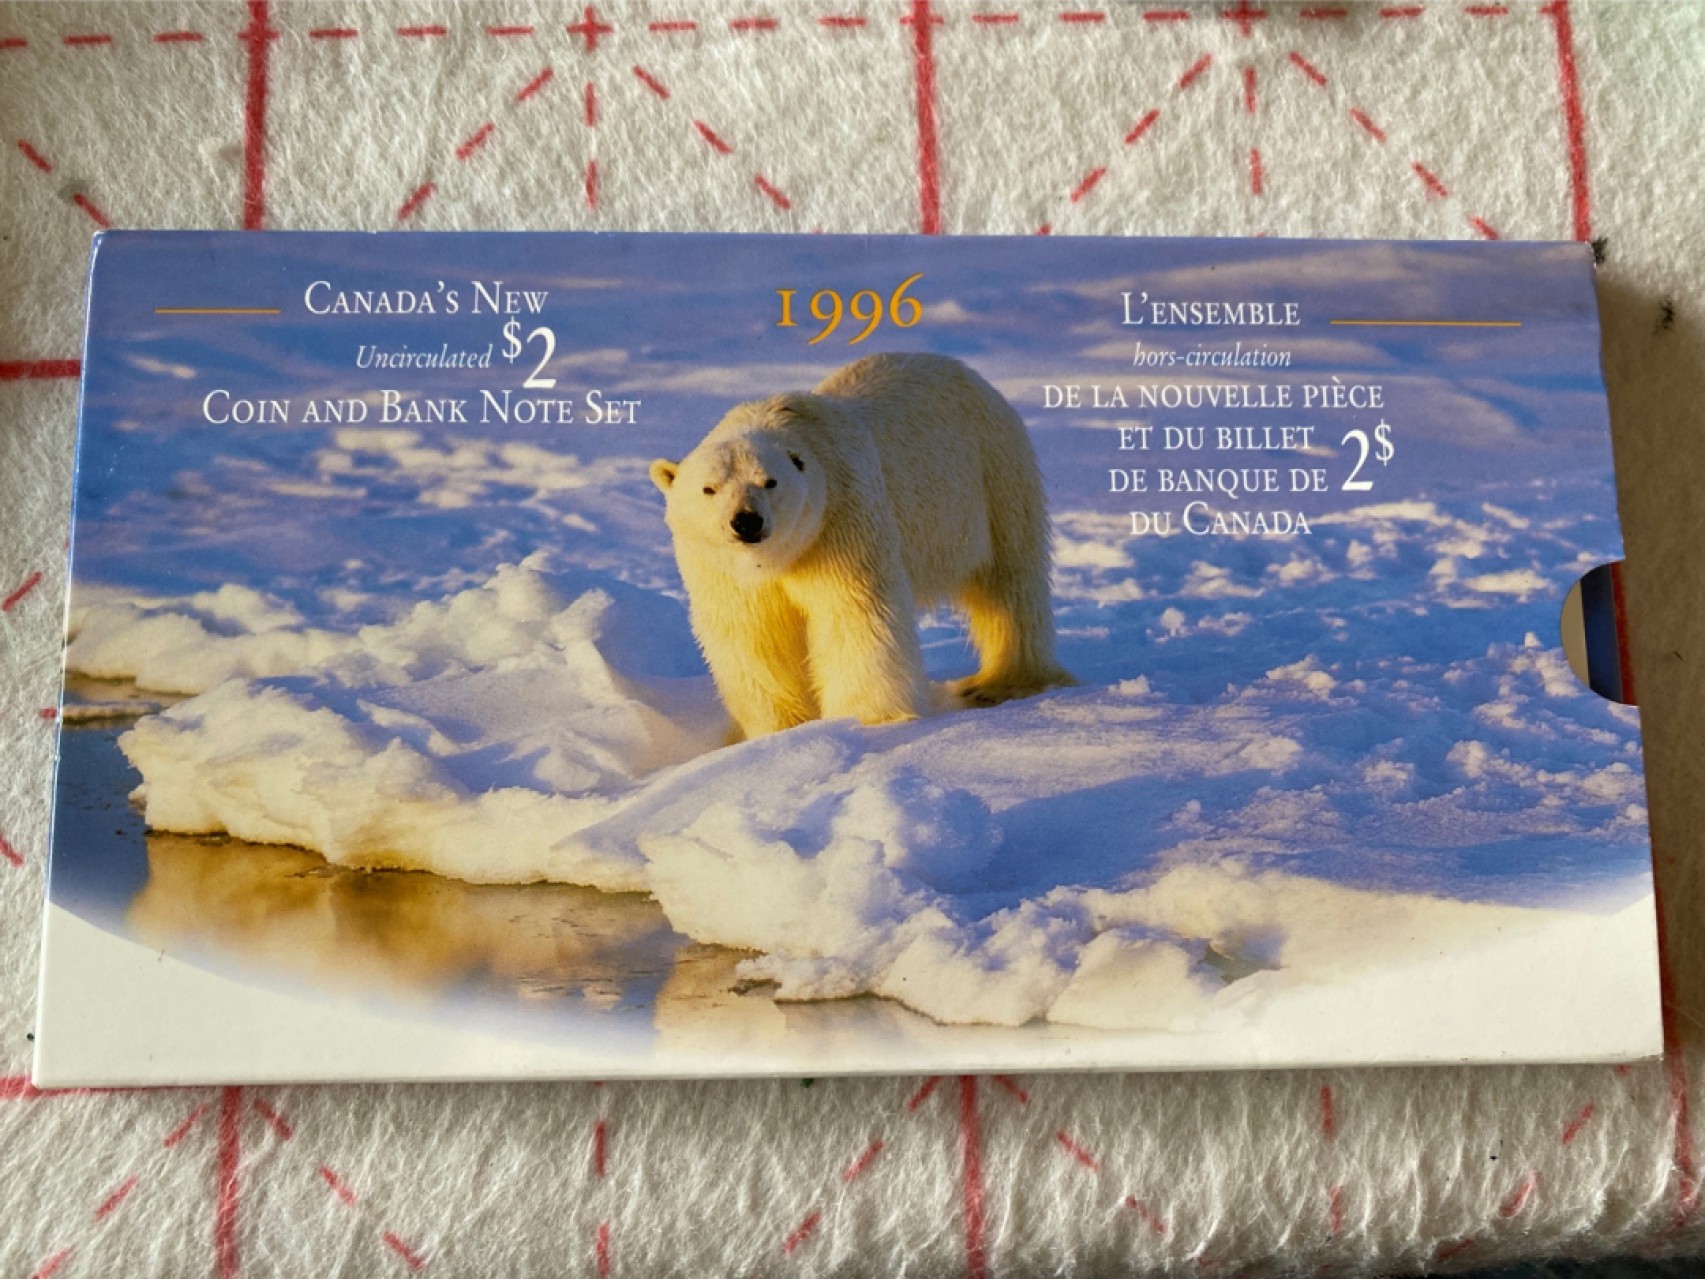 Canada's New
Uncirculated $2
Coin and Bank Note Set
1996
L'ensemble
hors-circulation
de la nouvelle pièce
et du billet
de banque de 2$
du Canada